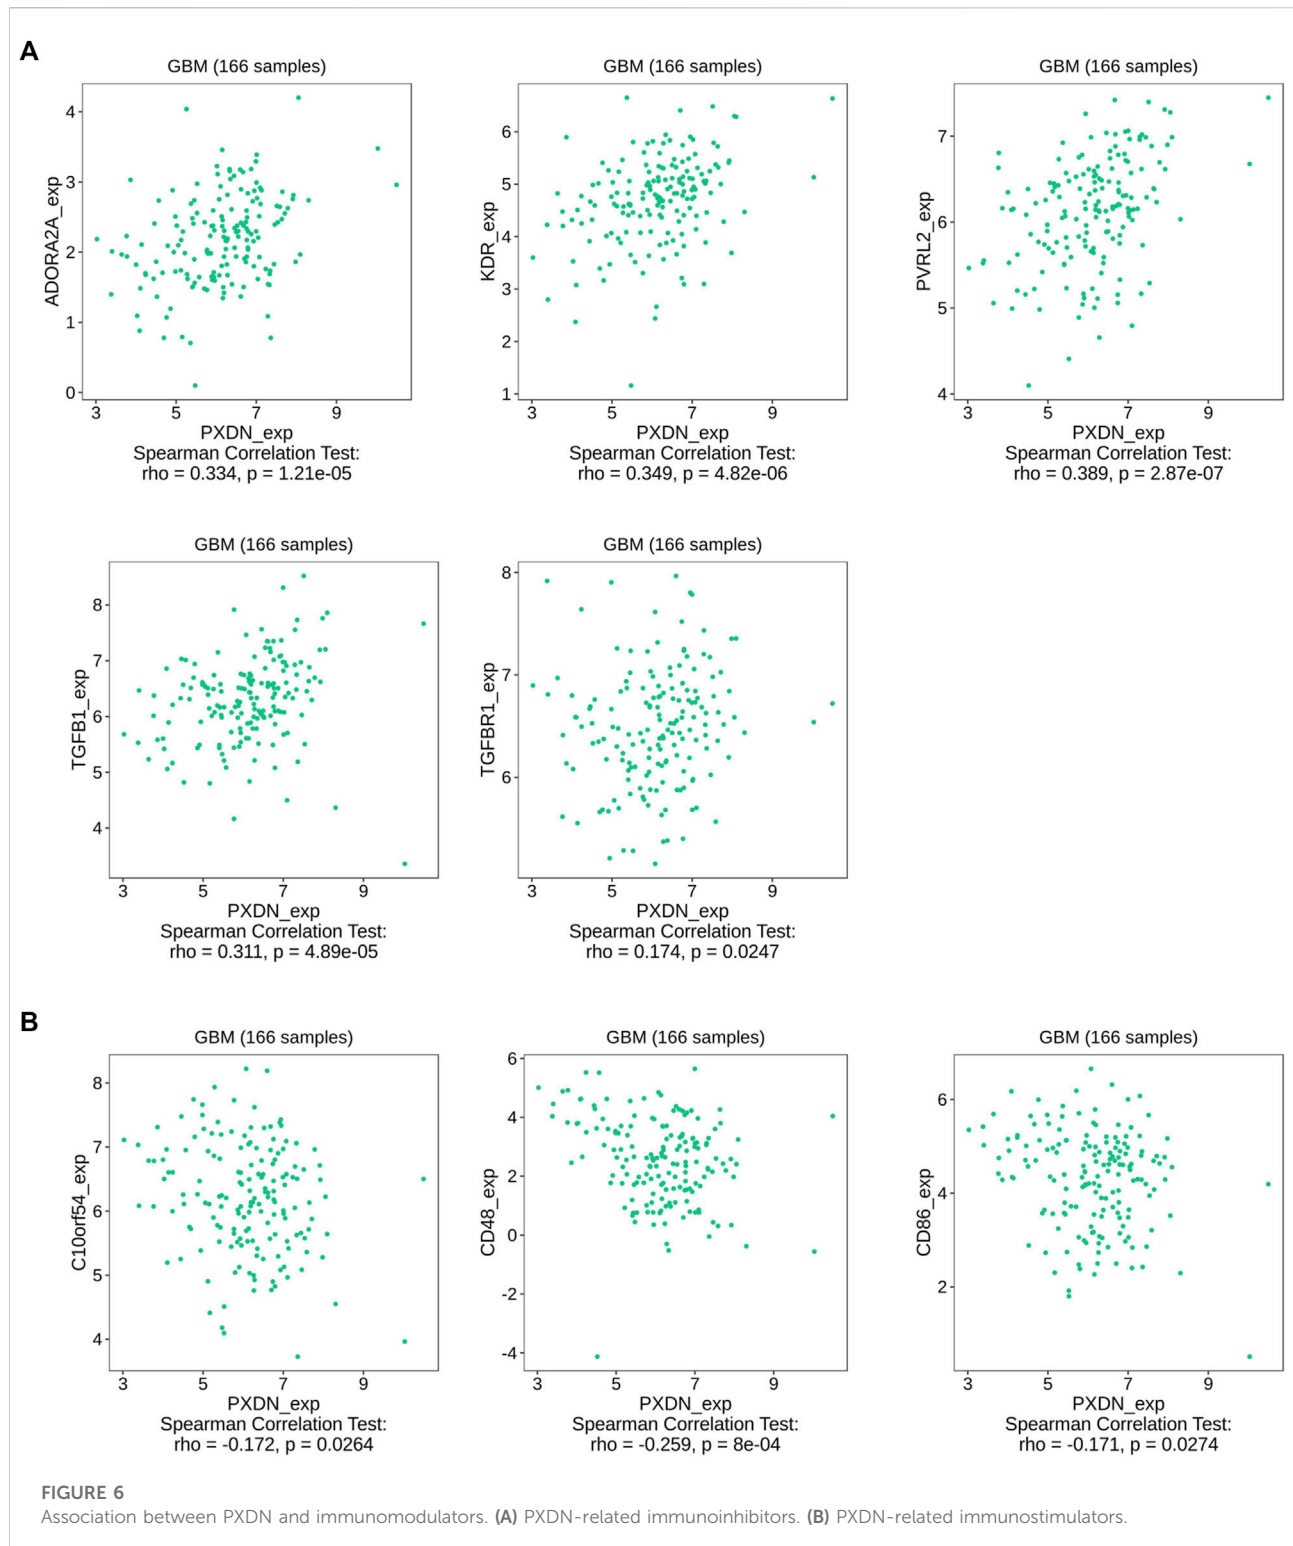 A
GBM (166 samples)
4
3
2
1
0
ADORA2A_exp
3 5 7 9
PXDN_exp
Spearman Correlation Test:
rho = 0.334, p = 1.21e-05
GBM (166 samples)
6
5
4
3
2
1
KDR_exp
3 5 7 9
PXDN_exp
Spearman Correlation Test:
rho = 0.349, p = 4.82e-06
GBM (166 samples)
7
6
5
4
PVRL2_exp
3 5 7 9
PXDN_exp
Spearman Correlation Test:
rho = 0.389, p = 2.87e-07
GBM (166 samples)
8
7
6
5
4
TGFB1_exp
3 5 7 9
PXDN_exp
Spearman Correlation Test:
rho = 0.311, p = 4.89e-05
GBM (166 samples)
8
7
6
TGFBR1_exp
3 5 7 9
PXDN_exp
Spearman Correlation Test:
rho = 0.174, p = 0.0247
B
GBM (166 samples)
8
7
6
5
4
C10orf54_exp
3 5 7 9
PXDN_exp
Spearman Correlation Test:
rho = -0.172, p = 0.0264
GBM (166 samples)
6
4
2
0
-2
-4
CD48_exp
3 5 7 9
PXDN_exp
Spearman Correlation Test:
rho = -0.259, p = 8e-04
GBM (166 samples)
6
4
2
CD86_exp
3 5 7 9
PXDN_exp
Spearman Correlation Test:
rho = -0.171, p = 0.0274
FIGURE 6
Association between PXDN and immunomodulators. (A) PXDN-related immunoinhibitors. (B) PXDN-related immunostimulators.